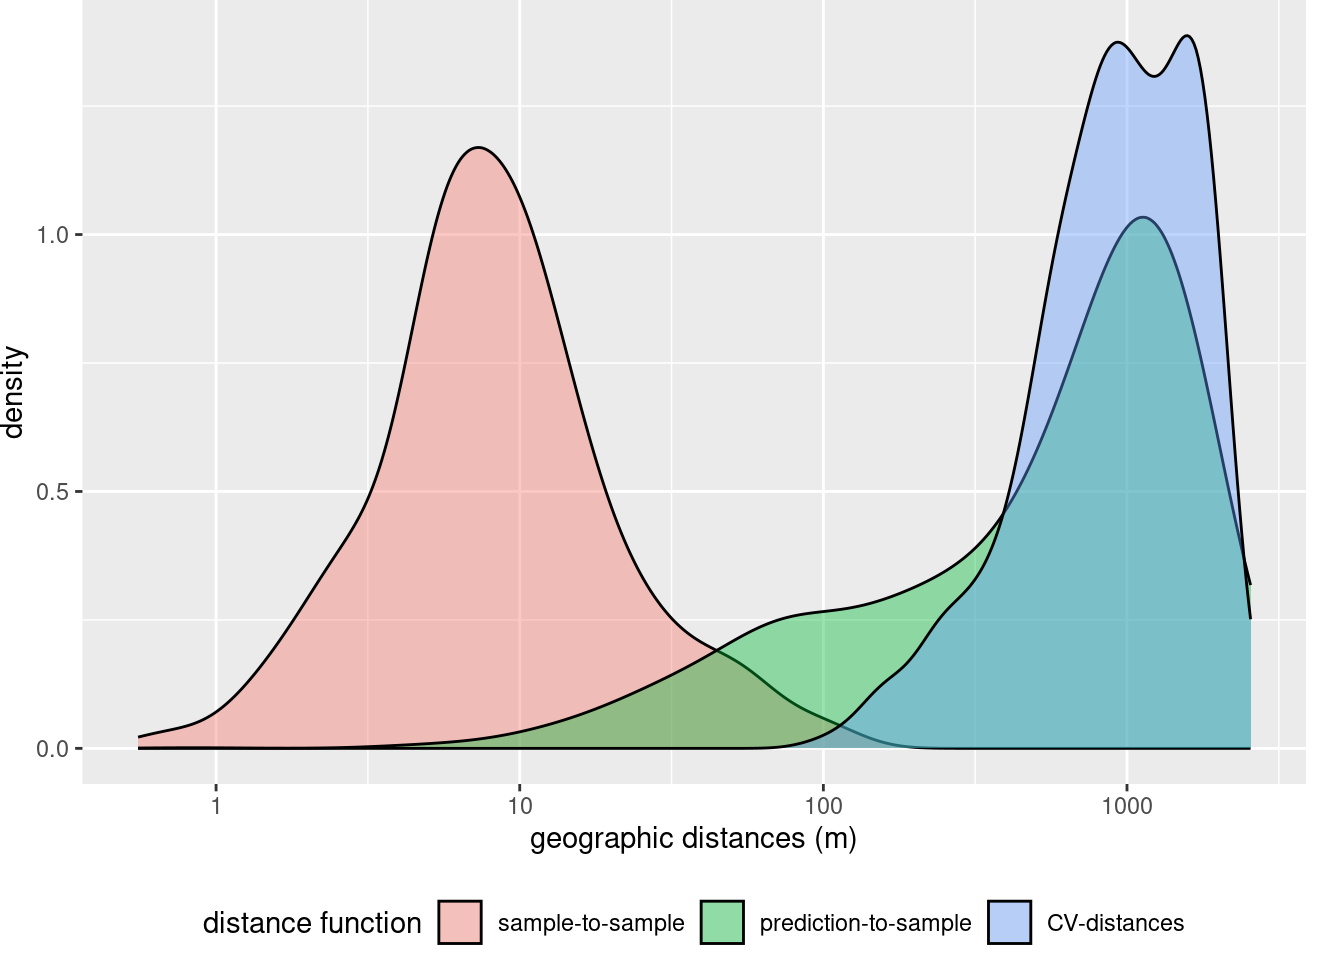 density
1.0
0.5
0.0
1 10 100 1000
geographic distances (m)
distance function sample-to-sample prediction-to-sample CV-distances